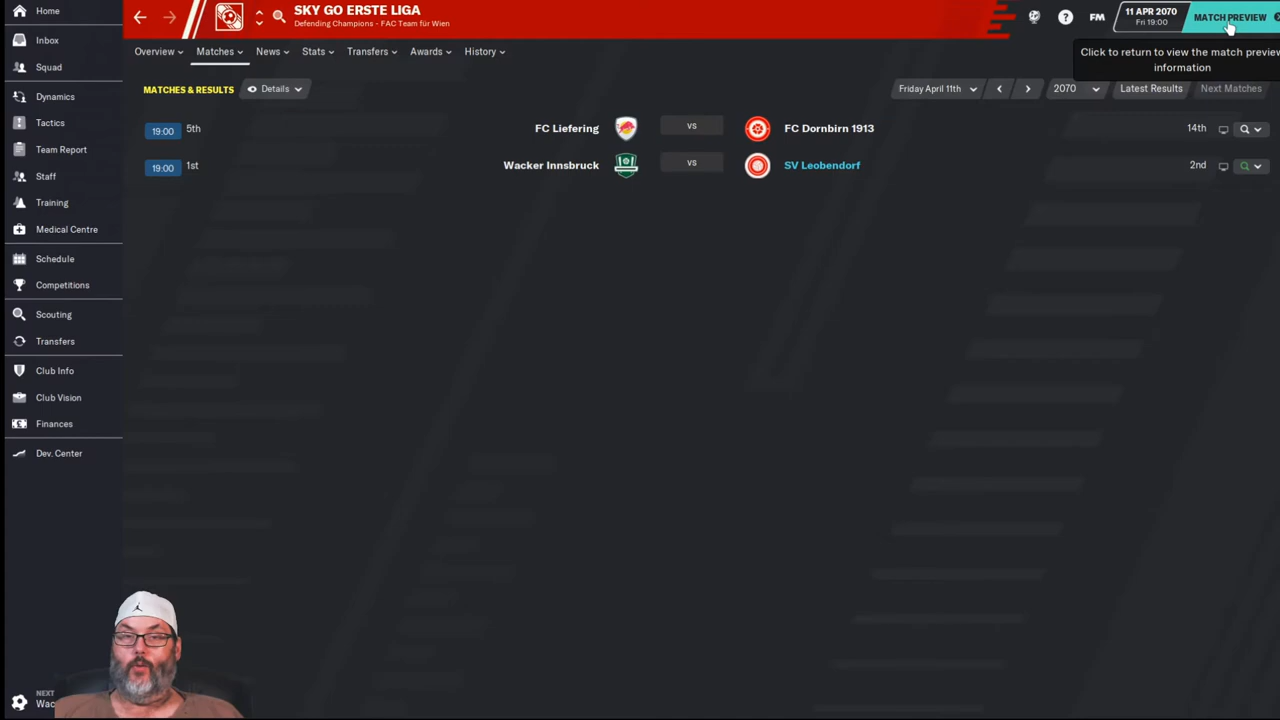 Home
Inbox
Squad
Dynamics
Tactics
Team Report
Staff
Training
Medical Centre
Schedule
Competitions
Scouting
Transfers
Club Info
Club Vision
Finances
Dev. Center
NEXT
Wac
SKY GO ERSTE LIGA
Defending Champions - FAC Team für Wien
FM
11 APR 2070
Fri 19:00
MATCH PREVIEW
Click to return to view the match preview
information
Overview Matches News Stats Transfers Awards History
MATCHES & RESULTS Details Friday April 11th 2070 Latest Results Next Matches
19:00 5th FC Liefering vs FC Dornbirn 1913 14th
19:00 1st Wacker Innsbruck vs SV Leobendorf 2nd